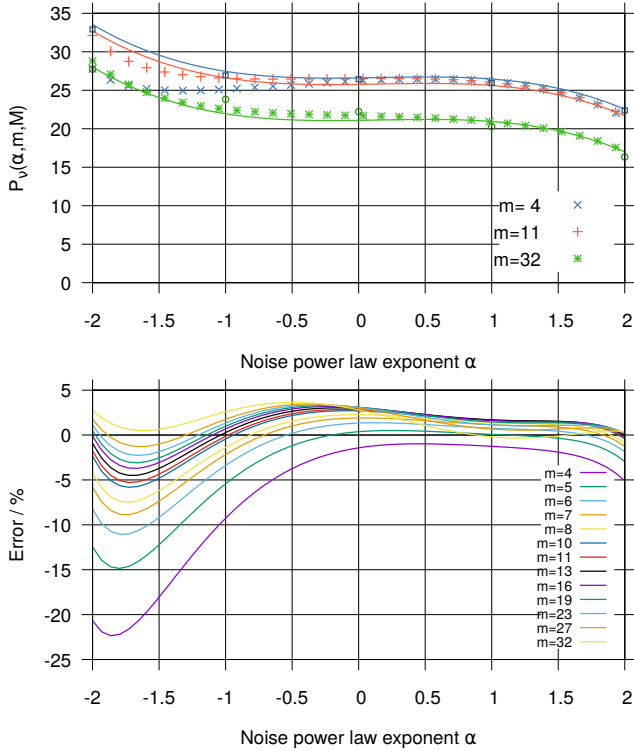 35
30
25
20
15
10
5
0
P_ν(α,m,M)
m= 4
m=11
m=32
-2 -1.5 -1 -0.5 0 0.5 1 1.5 2
Noise power law exponent α
5
0
-5
-10
-15
-20
-25
Error / %
m=4
m=5
m=6
m=7
m=8
m=10
m=11
m=13
m=16
m=19
m=23
m=27
m=32
-2 -1.5 -1 -0.5 0 0.5 1 1.5 2
Noise power law exponent α